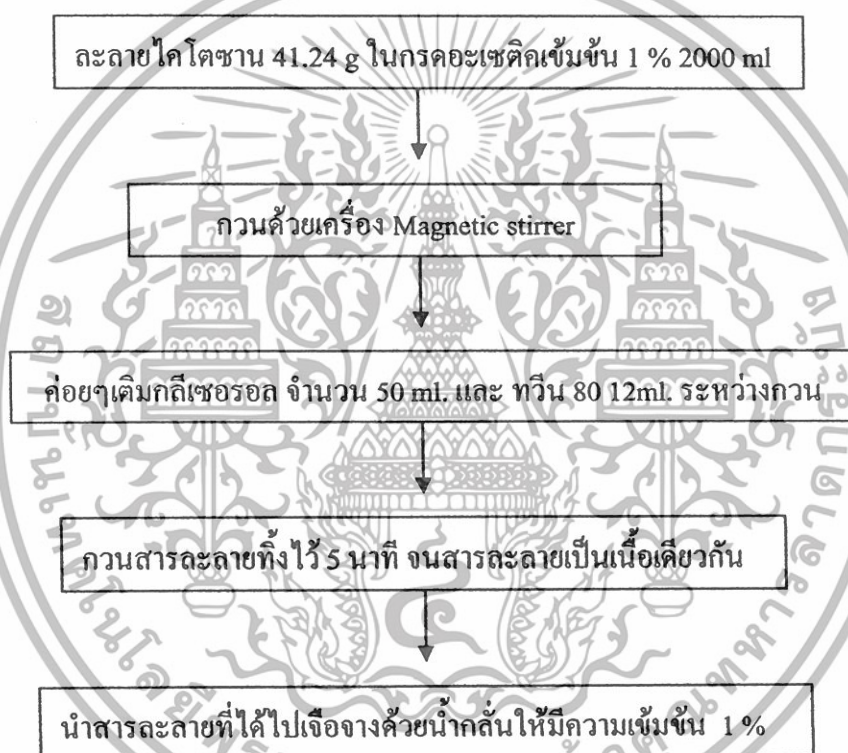 ละลายไคโตซาน 41.24 g ในกรดอะเซติคเข้มข้น 1 % 2000 ml
กวนด้วยเครื่อง Magnetic stirrer
ค่อยๆเติมกลีเซอรอล จำนวน 50 ml. และ ทวีน 80 12ml. ระหว่างกวน
กวนสารละลายทิ้งไว้ 5 นาที จนสารละลายเป็นเนื้อเดียวกัน
นำสารละลายที่ได้ไปเจือจางด้วยน้ำกลั่นให้มีความเข้มข้น 1 %